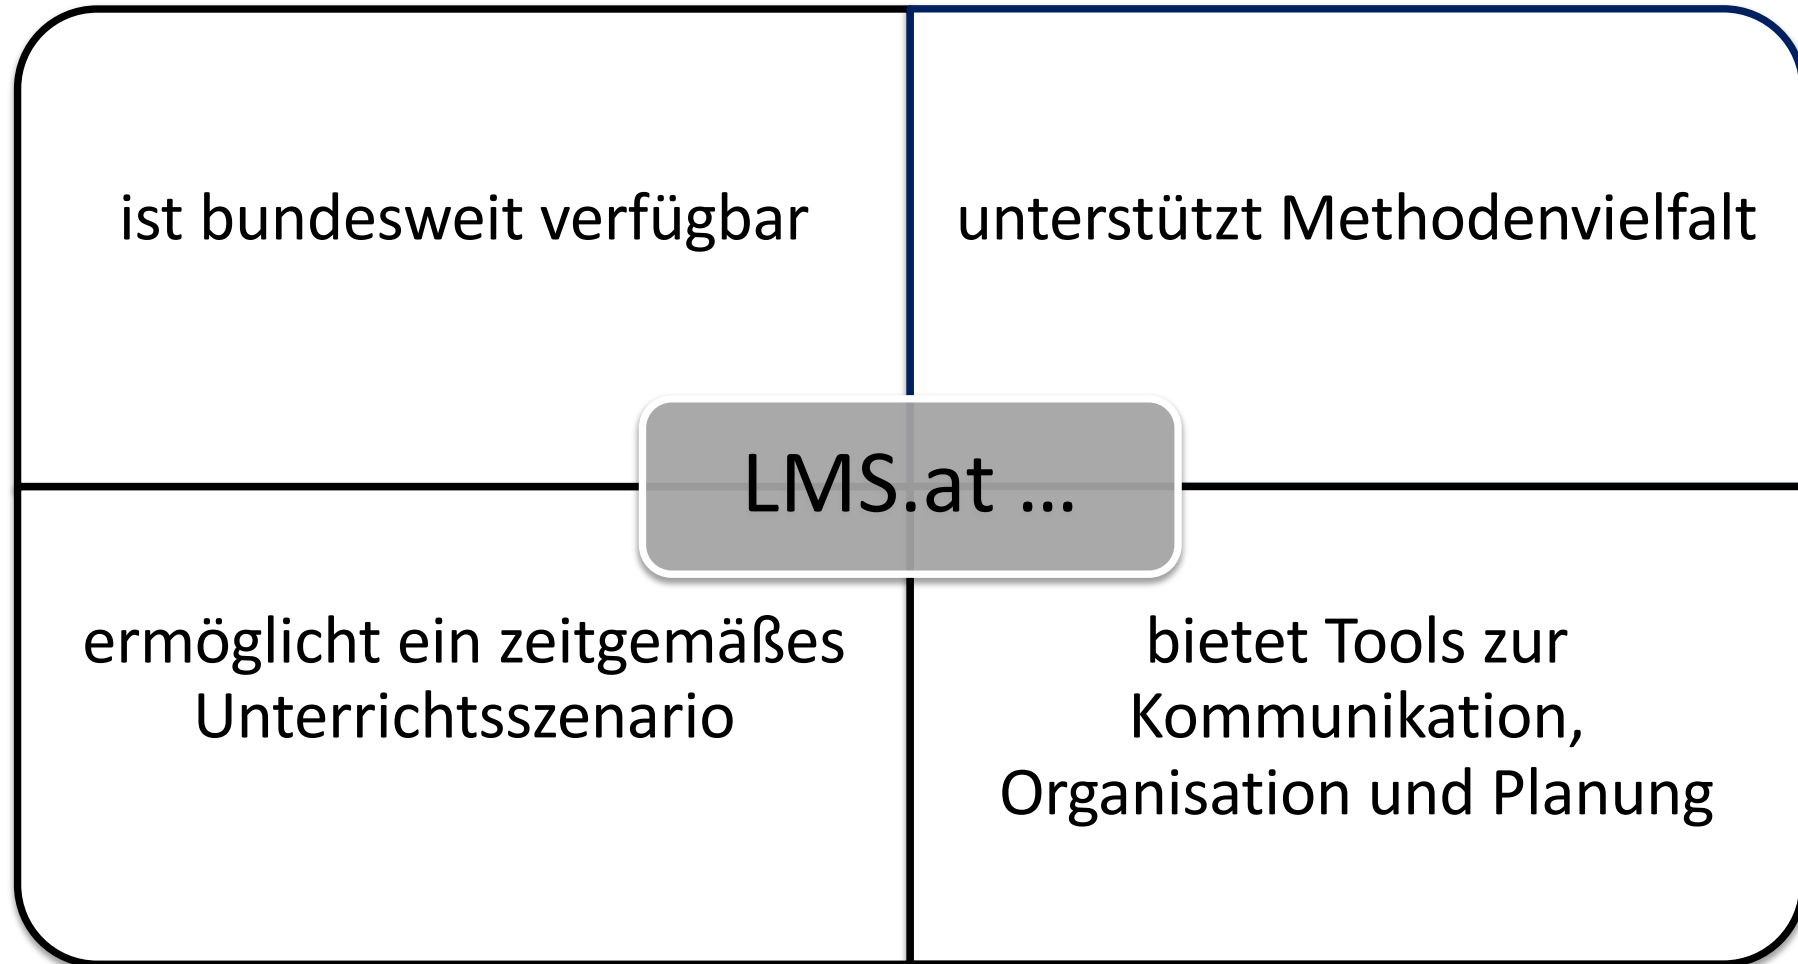 ist bundesweit verfügbar
unterstützt Methodenvielfalt
LMS.at ...
ermöglicht ein zeitgemäßes
Unterrichtsszenario
bietet Tools zur
Kommunikation,
Organisation und Planung